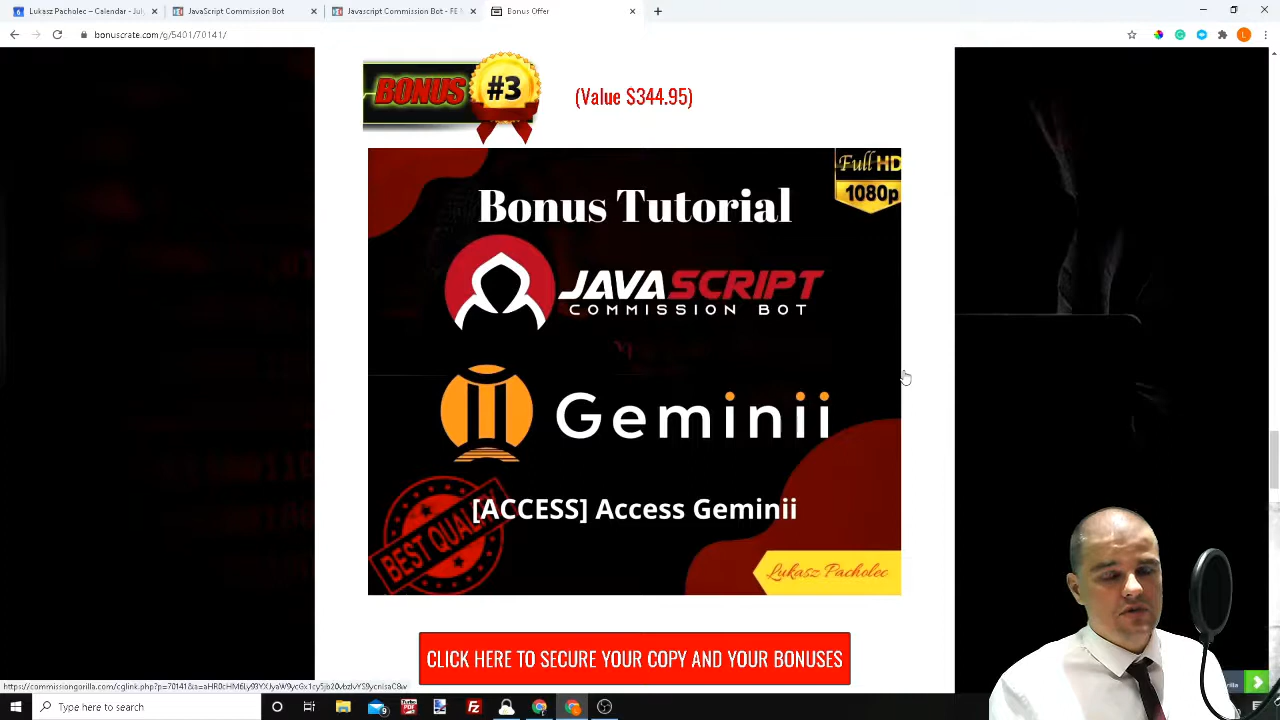 Lukasz Pacholec – Calendar - July
JavaScript Commission Bot
Javascript Commission Bot - FE
Bonus Offer
bonuscrate.com/g/5401/70141/
L
BONUS #3
(Value $344.95)
Full HD
1080p
Bonus Tutorial
JAVASCRIPT
COMMISSION BOT
Geminii
[ACCESS] Access Geminii
BEST QUALITY
Lukasz Pacholec
CLICK HERE TO SECURE YOUR COPY AND YOUR BONUSES
Type here to search